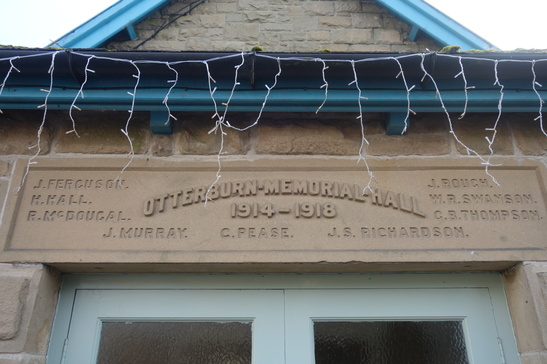 J. FERGUSON.
H. HALL.
R. McDOUGAL.
OTTERBURN-MEMORIAL-HALL
1914-1918
J. ROUGH.
W. R. SWANSON.
C. B. THOMPSON.
J. MURRAY. C. PEASE. J. S. RICHARDSON.